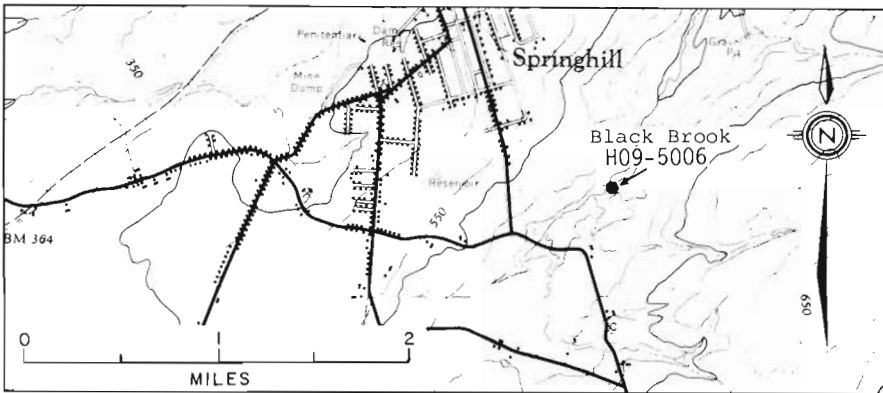 Penitentiary
Dam
Res
Springhill
350
Mine
Dump
Black Brook
H09-5006
N
Reservoir
550
BM 364
650
0
1
2
MILES